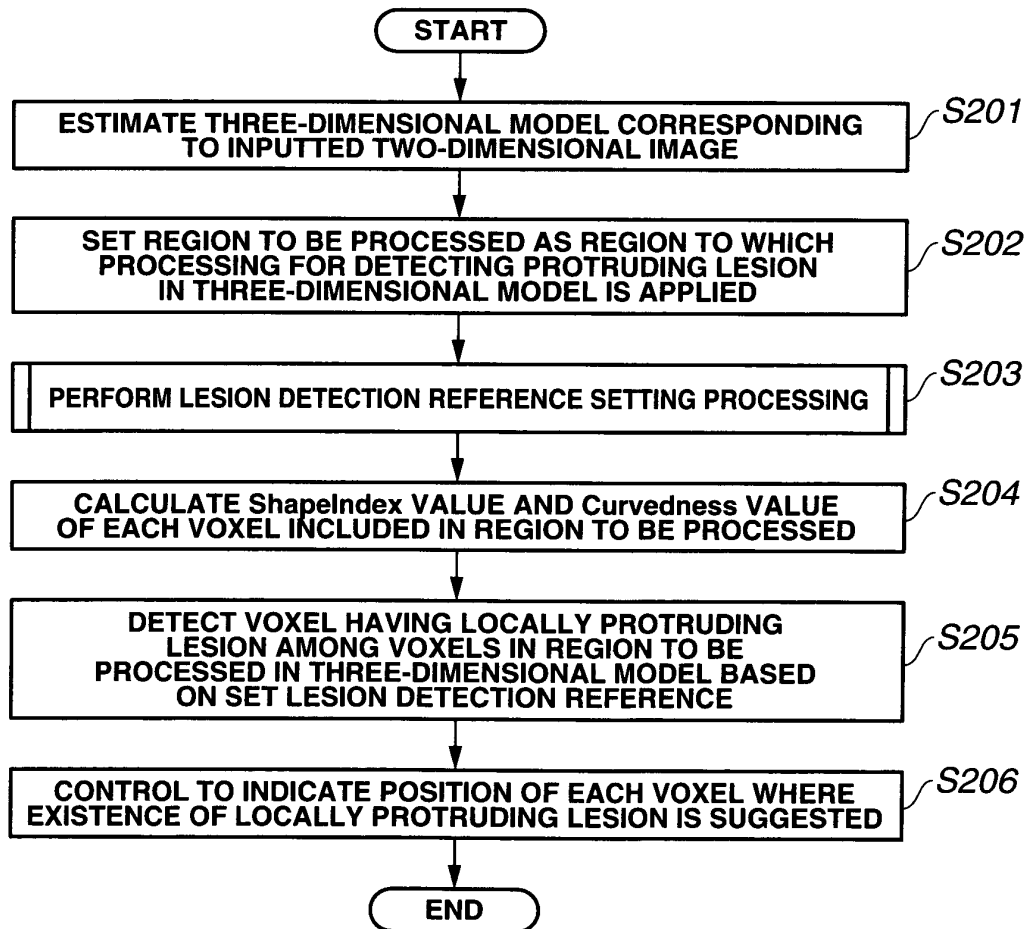 START
ESTIMATE THREE-DIMENSIONAL MODEL CORRESPONDING
TO INPUTTED TWO-DIMENSIONAL IMAGE
S201
SET REGION TO BE PROCESSED AS REGION TO WHICH
PROCESSING FOR DETECTING PROTRUDING LESION
IN THREE-DIMENSIONAL MODEL IS APPLIED
S202
PERFORM LESION DETECTION REFERENCE SETTING PROCESSING
S203
CALCULATE ShapeIndex VALUE AND Curvedness VALUE
OF EACH VOXEL INCLUDED IN REGION TO BE PROCESSED
S204
DETECT VOXEL HAVING LOCALLY PROTRUDING
LESION AMONG VOXELS IN REGION TO BE
PROCESSED IN THREE-DIMENSIONAL MODEL BASED
ON SET LESION DETECTION REFERENCE
S205
CONTROL TO INDICATE POSITION OF EACH VOXEL WHERE
EXISTENCE OF LOCALLY PROTRUDING LESION IS SUGGESTED
S206
END